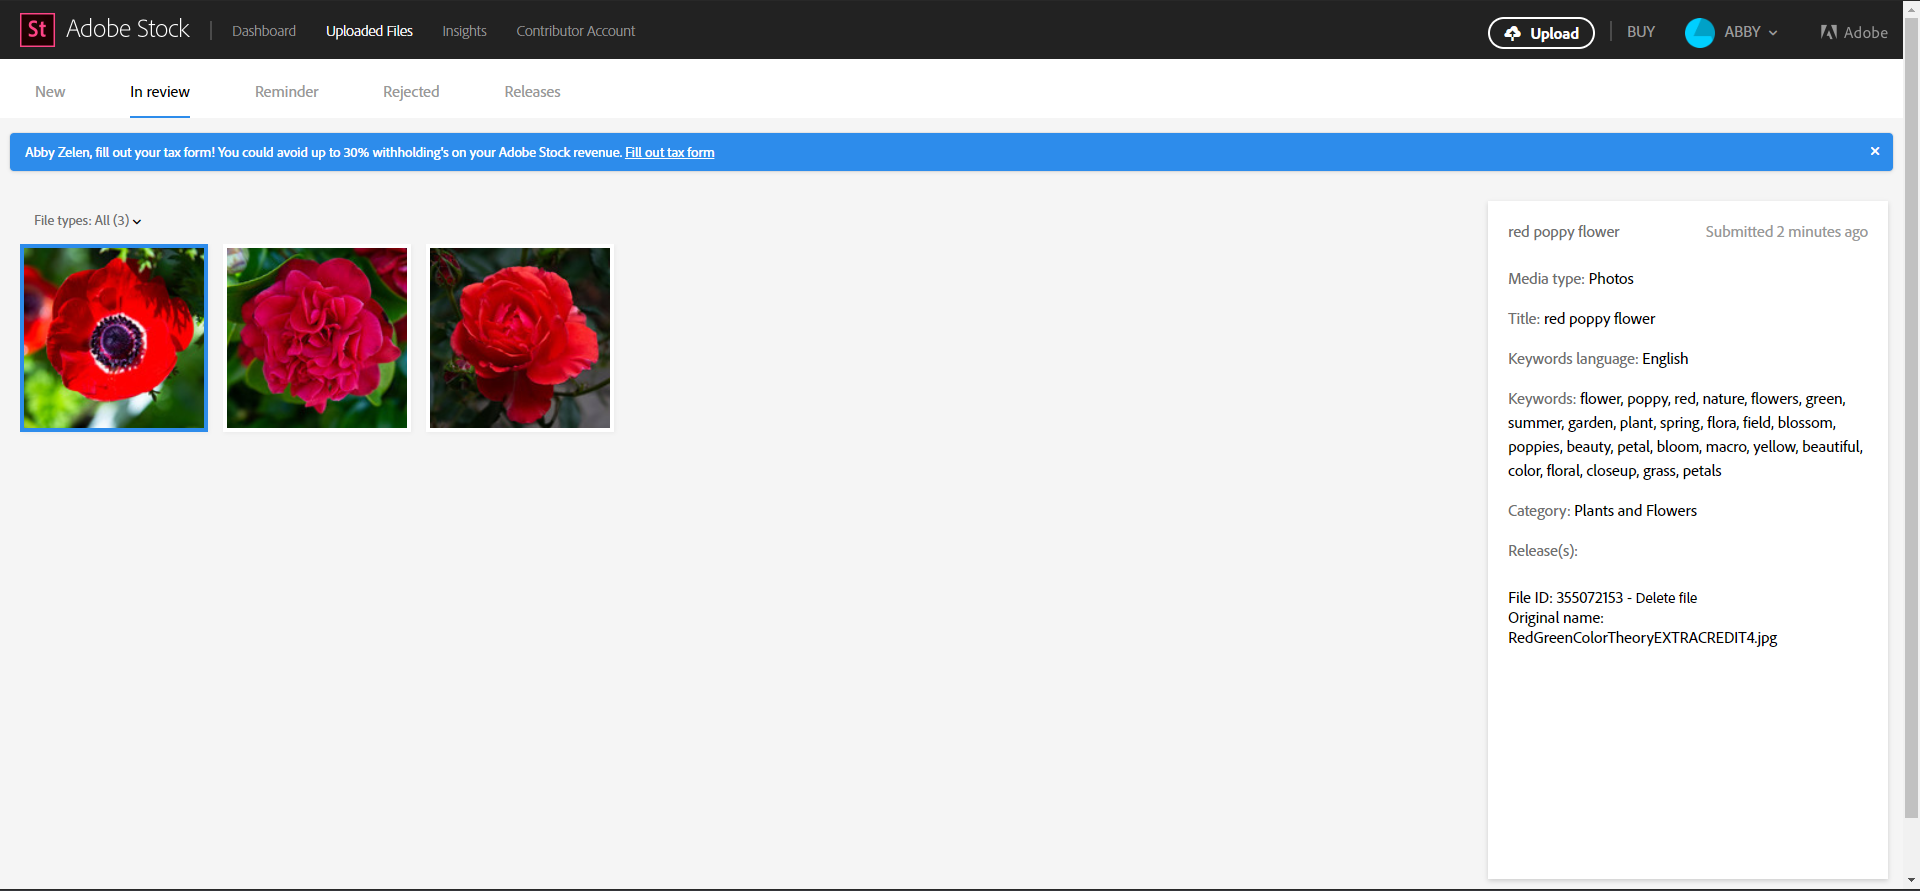 St Adobe Stock Dashboard Uploaded Files Insights Contributor Account Upload BUY ABBY Adobe
New In review Reminder Rejected Releases
Abby Zelen, fill out your tax form! You could avoid up to 30% withholding's on your Adobe Stock revenue. Fill out tax form ×
File types: All (3)
red poppy flower Submitted 2 minutes ago
Media type: Photos
Title: red poppy flower
Keywords language: English
Keywords: flower, poppy, red, nature, flowers, green,
summer, garden, plant, spring, flora, field, blossom,
poppies, beauty, petal, bloom, macro, yellow, beautiful,
color, floral, closeup, grass, petals
Category: Plants and Flowers
Release(s):
File ID: 355072153 - Delete file
Original name:
RedGreenColorTheoryEXTRACREDIT4.jpg